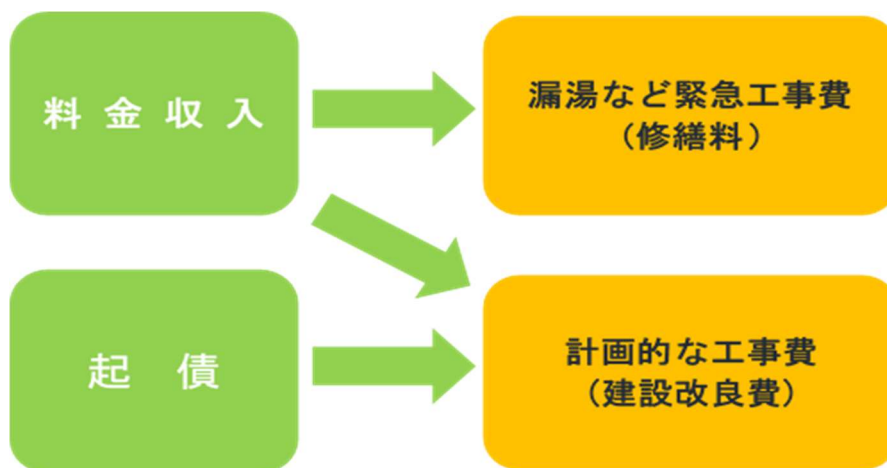 料金収入
漏湯など緊急工事費
（修繕料）
起債
計画的な工事費
（建設改良費）